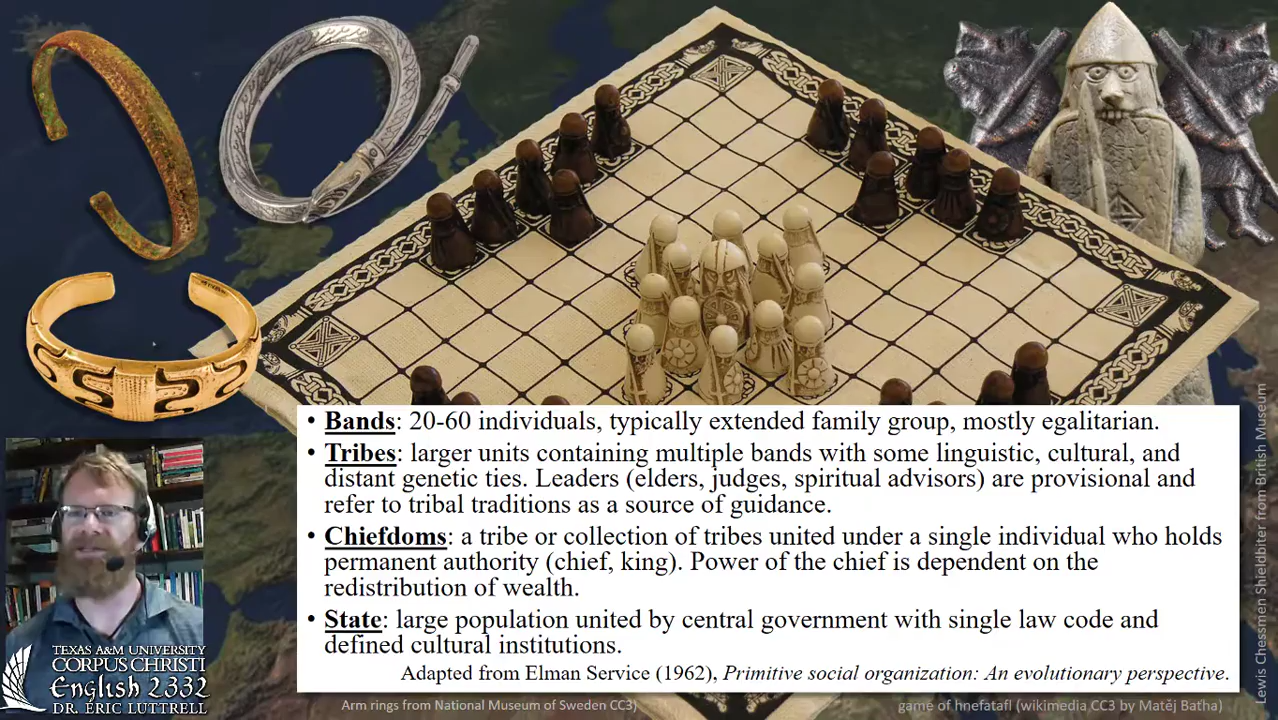 • Bands: 20-60 individuals, typically extended family group, mostly egalitarian.
• Tribes: larger units containing multiple bands with some linguistic, cultural, and
distant genetic ties. Leaders (elders, judges, spiritual advisors) are provisional and
refer to tribal traditions as a source of guidance.
• Chiefdoms: a tribe or collection of tribes united under a single individual who holds
permanent authority (chief, king). Power of the chief is dependent on the
redistribution of wealth.
• State: large population united by central government with single law code and
defined cultural institutions.
Adapted from Elman Service (1962), Primitive social organization: An evolutionary perspective.
TEXAS A&M UNIVERSITY
CORPUS CHRISTI
English 2332
DR. ERIC LUTTRELL
Arm rings from National Museum of Sweden CC3)
game of hnefatafl (wikimedia CC3 by Matěj Batha)
Lewis Chessmen Shieldbiter from British Museum